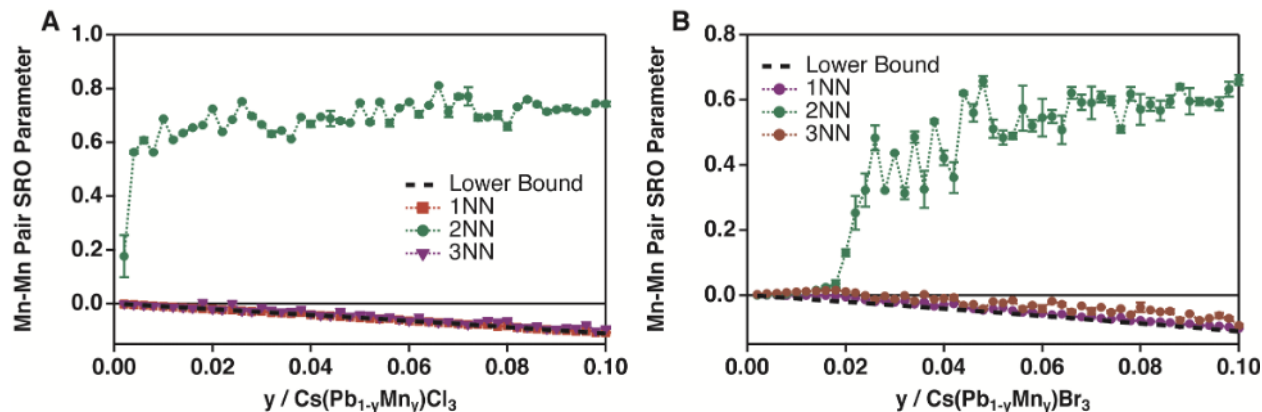 A
Mn-Mn Pair SRO Parameter
1.0
0.8
0.6
0.4
0.2
0.0
Lower Bound
1NN
2NN
3NN
0.00
0.02
0.04
0.06
0.08
0.10
y / Cs(Pb1-yMny)Cl3
B
Mn-Mn Pair SRO Parameter
0.8
0.6
0.4
0.2
0.0
Lower Bound
1NN
2NN
3NN
0.00
0.02
0.04
0.06
0.08
0.10
y / Cs(Pb1-yMny)Br3